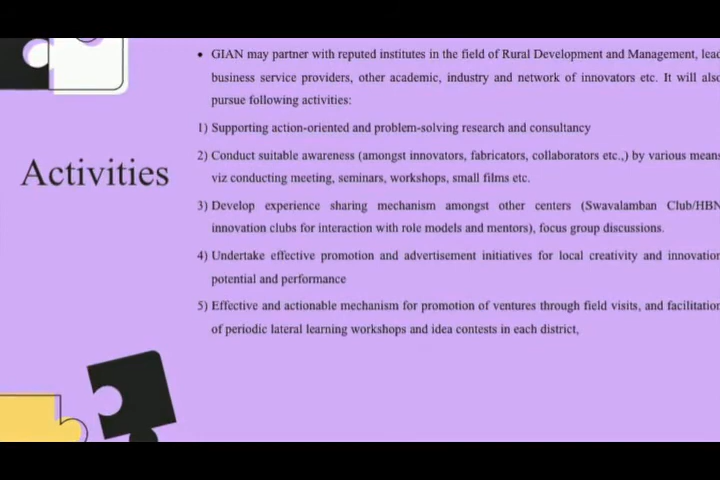 • GIAN may partner with reputed institutes in the field of Rural Development and Management, lead
business service providers, other academic, industry and network of innovators etc. It will also
pursue following activities:
1) Supporting action-oriented and problem-solving research and consultancy
Activities
2) Conduct suitable awareness (amongst innovators, fabricators, collaborators etc.,) by various means
viz conducting meeting, seminars, workshops, small films etc.
3) Develop experience sharing mechanism amongst other centers (Swavalamban Club/HBN
innovation clubs for interaction with role models and mentors), focus group discussions.
4) Undertake effective promotion and advertisement initiatives for local creativity and innovation
potential and performance
5) Effective and actionable mechanism for promotion of ventures through field visits, and facilitation
of periodic lateral learning workshops and idea contests in each district,